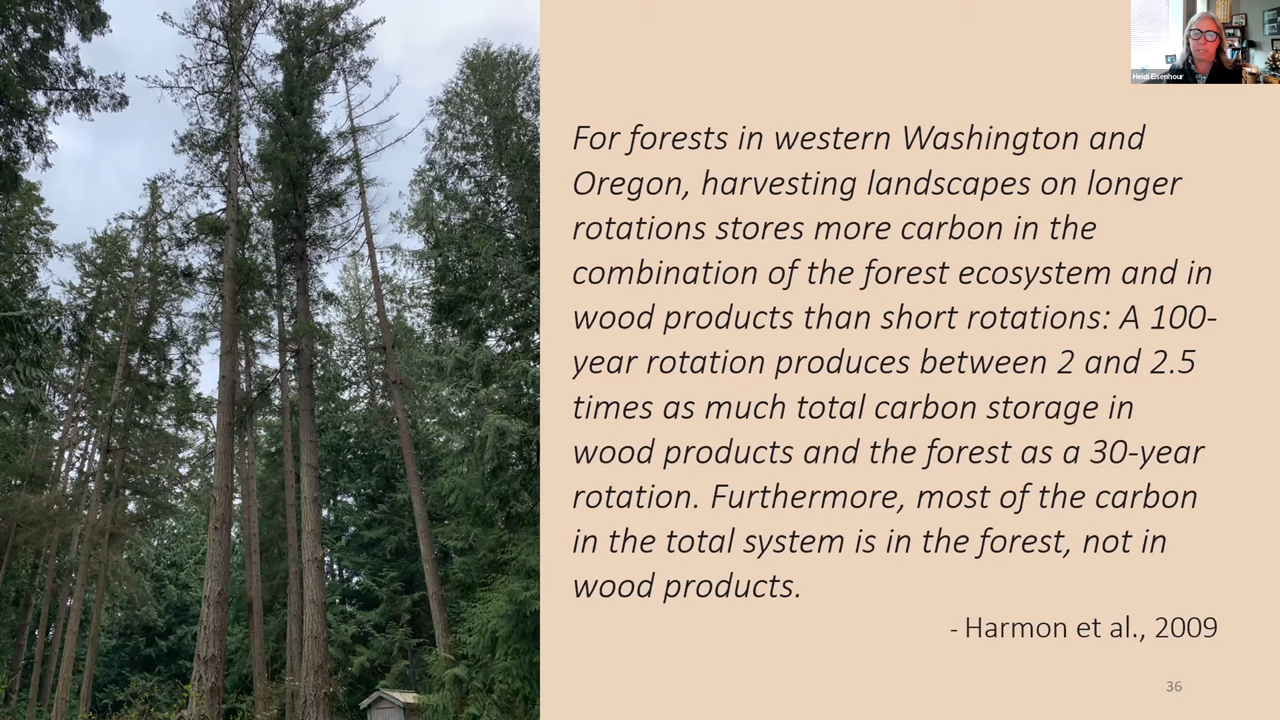 Heidi Eisenhour
For forests in western Washington and
Oregon, harvesting landscapes on longer
rotations stores more carbon in the
combination of the forest ecosystem and in
wood products than short rotations: A 100-
year rotation produces between 2 and 2.5
times as much total carbon storage in
wood products and the forest as a 30-year
rotation. Furthermore, most of the carbon
in the total system is in the forest, not in
wood products.
- Harmon et al., 2009
36